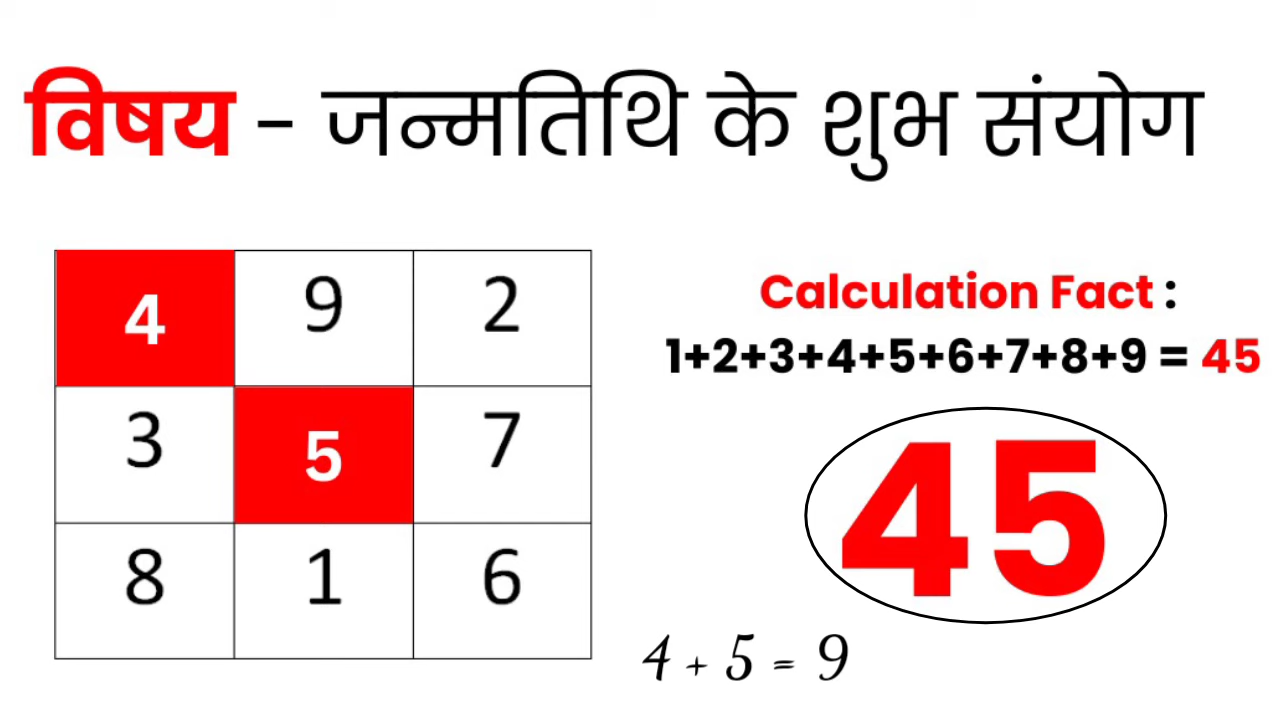 विषय - जन्मतिथि के शुभ संयोग
4 9 2
3 5 7
8 1 6
Calculation Fact :
1+2+3+4+5+6+7+8+9 = 45
45
4 + 5 = 9